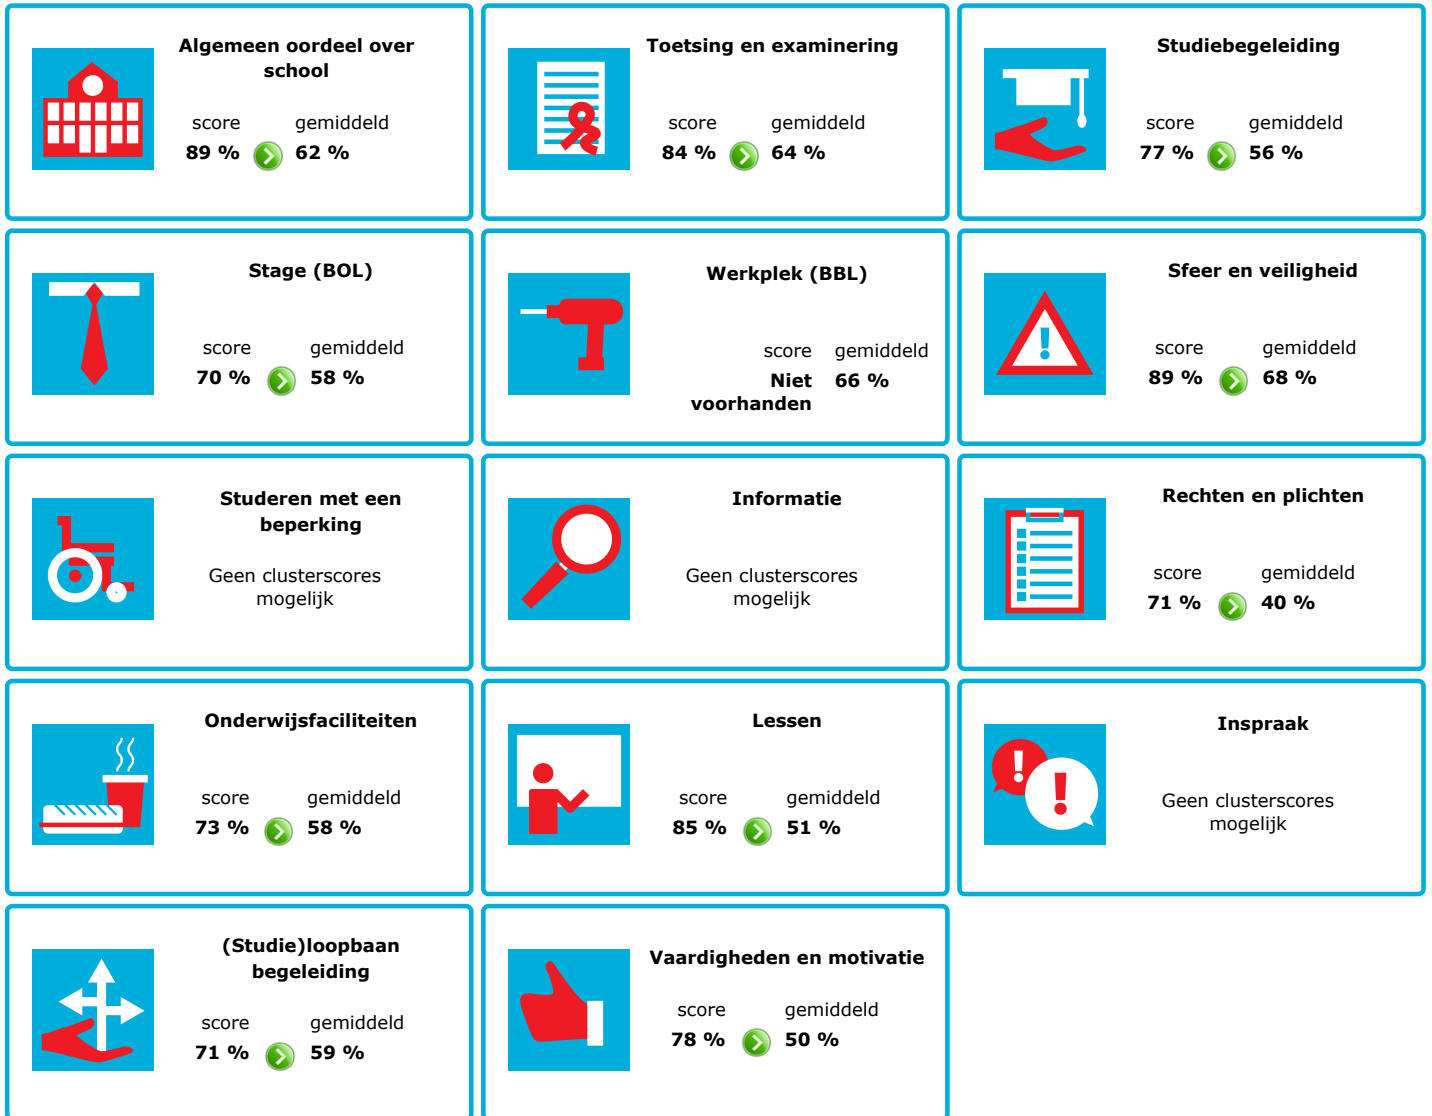 Algemeen oordeel over
school
score gemiddeld
89 % 62 %
Toetsing en examinering
score gemiddeld
84 % 64 %
Studiebegeleiding
score gemiddeld
77 % 56 %
Stage (BOL)
score gemiddeld
70 % 58 %
Werkplek (BBL)
score gemiddeld
Niet 66 %
voorhanden
Sfeer en veiligheid
score gemiddeld
89 % 68 %
Studeren met een
beperking
Geen clusterscores
mogelijk
Informatie
Geen clusterscores
mogelijk
Rechten en plichten
score gemiddeld
71 % 40 %
Onderwijsfaciliteiten
score gemiddeld
73 % 58 %
Lessen
score gemiddeld
85 % 51 %
Inspraak
Geen clusterscores
mogelijk
(Studie)loopbaan
begeleiding
score gemiddeld
71 % 59 %
Vaardigheden en motivatie
score gemiddeld
78 % 50 %